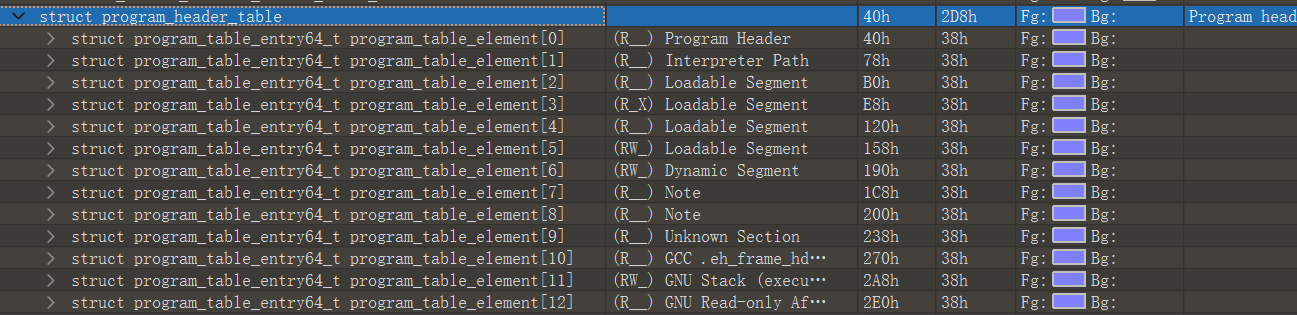 struct program_header_table 40h 2D8h Fg: Bg: Program head
struct program_table_entry64_t program_table_element[0] (R__) Program Header 40h 38h Fg: Bg:
struct program_table_entry64_t program_table_element[1] (R__) Interpreter Path 78h 38h Fg: Bg:
struct program_table_entry64_t program_table_element[2] (R__) Loadable Segment B0h 38h Fg: Bg:
struct program_table_entry64_t program_table_element[3] (R_X) Loadable Segment E8h 38h Fg: Bg:
struct program_table_entry64_t program_table_element[4] (R__) Loadable Segment 120h 38h Fg: Bg:
struct program_table_entry64_t program_table_element[5] (RW_) Loadable Segment 158h 38h Fg: Bg:
struct program_table_entry64_t program_table_element[6] (RW_) Dynamic Segment 190h 38h Fg: Bg:
struct program_table_entry64_t program_table_element[7] (R__) Note 1C8h 38h Fg: Bg:
struct program_table_entry64_t program_table_element[8] (R__) Note 200h 38h Fg: Bg:
struct program_table_entry64_t program_table_element[9] (R__) Unknown Section 238h 38h Fg: Bg:
struct program_table_entry64_t program_table_element[10] (R__) GCC .eh_frame_hd… 270h 38h Fg: Bg:
struct program_table_entry64_t program_table_element[11] (RW_) GNU Stack (execu… 2A8h 38h Fg: Bg:
struct program_table_entry64_t program_table_element[12] (R__) GNU Read-only Af… 2E0h 38h Fg: Bg: